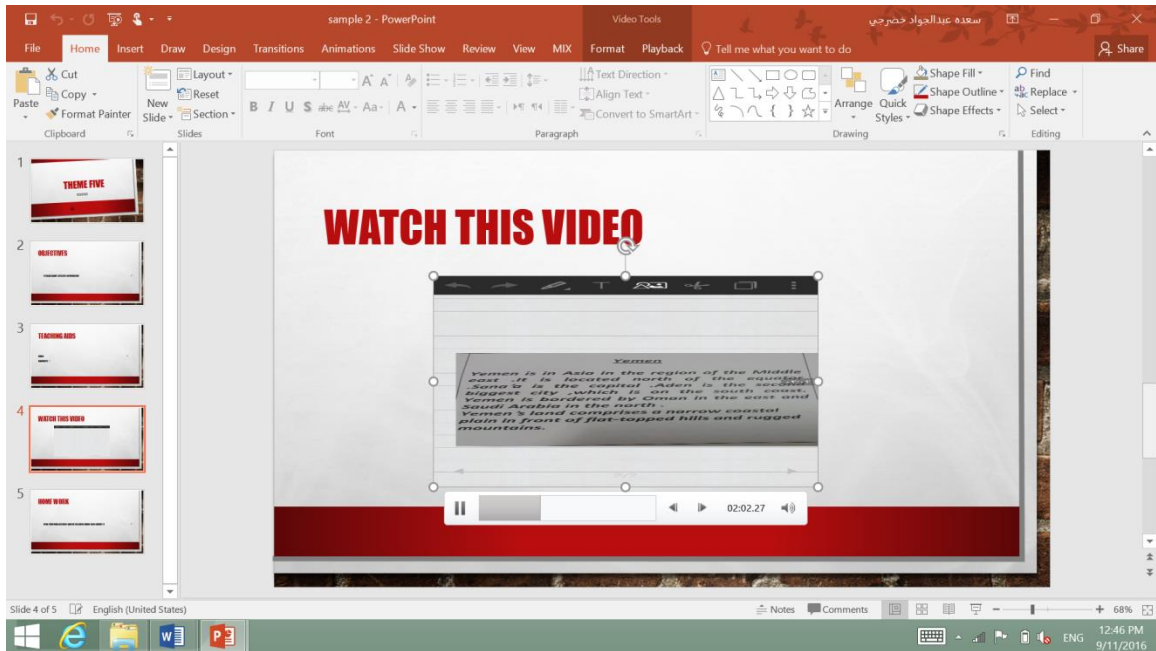 sample 2 - PowerPoint
Video Tools
سعده عبدالجواد خضرجي
File Home Insert Draw Design Transitions Animations Slide Show Review View MIX Format Playback Tell me what you want to do Share
Paste
Cut
Copy
Format Painter
Clipboard
New Slide
Layout
Reset
Section
Slides
B I U S abc AV Aa A
Font
Text Direction
Align Text
Convert to SmartArt
Paragraph
Arrange
Quick Styles
Shape Fill
Shape Outline
Shape Effects
Drawing
Find
Replace
Select
Editing
1
THEME FIVE
2
OBJECTIVES
3
TEACHING AIDS
4
WATCH THIS VIDEO
5
HOME WORK
WATCH THIS VIDEO
Yemen
Yemen is in Asia in the region of the Middle
east .It is located north of the equator
.Sana'a is the capital .Aden is the second
biggest city ,which is on the south coast.
Yemen is bordered by Oman in the east and
Saudi Arabia in the north .
Yemen's land comprises a narrow coastal
plain in front of flat-topped hills and rugged
mountains.
02:02.27
Slide 4 of 5 English (United States) Notes Comments 68%
ENG
12:46 PM
9/11/2016